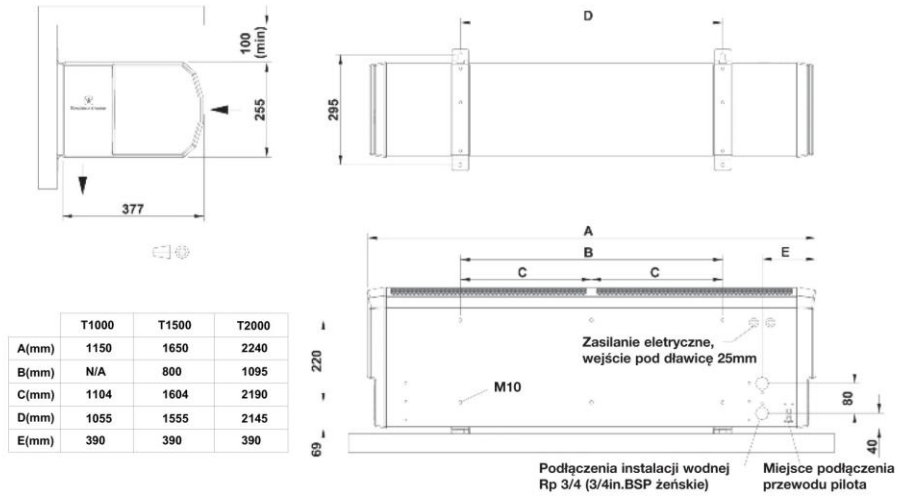 100
(min)
255
377
D
295
A
B
E
C C
T1000 T1500 T2000
A(mm) 1150 1650 2240
B(mm) N/A 800 1095
C(mm) 1104 1604 2190
D(mm) 1055 1555 2145
E(mm) 390 390 390
220
69
M10
Zasilanie eletryczne,
wejście pod dławicę 25mm
80
40
Podłączenia instalacji wodnej
Rp 3/4 (3/4in.BSP żeńskie)
Miejsce podłączenia
przewodu pilota